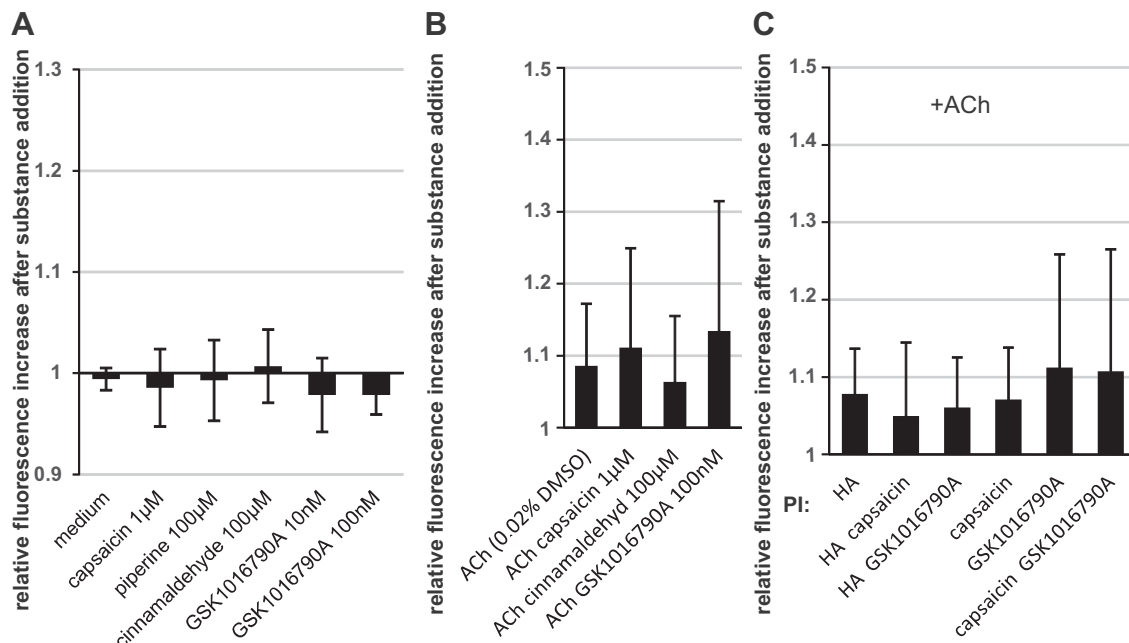 A
relative fluorescence increase after substance addition
1.3
1.2
1.1
1
0.9
medium
capsaicin 1µM
piperine 100µM
cinnamaldehyde 100µM
GSK1016790A 10nM
GSK1016790A 100nM
B
relative fluorescence increase after substance addition
1.5
1.4
1.3
1.2
1.1
1
ACh (0.02% DMSO)
ACh capsaicin 1µM
ACh cinnamaldehyd 100µM
ACh GSK1016790A 100nM
C
relative fluorescence increase after substance addition
+ACh
1.5
1.4
1.3
1.2
1.1
1
PI:
HA
HA capsaicin
HA GSK1016790A
capsaicin
GSK1016790A
capsaicin GSK1016790A